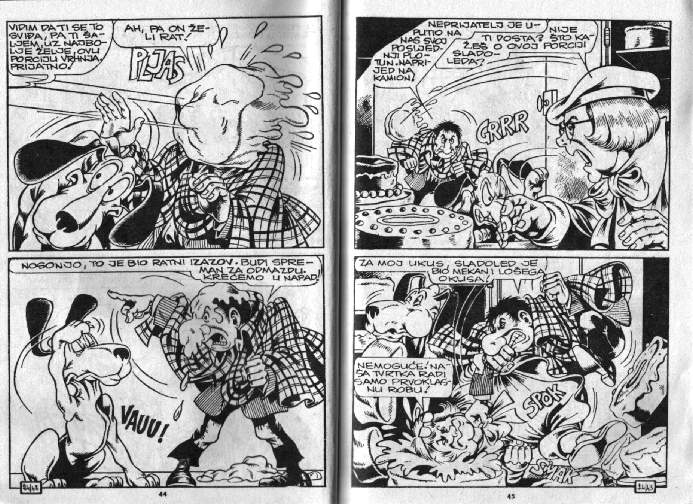 VIDIM DA TI SE TO
SVIĐA, PA TI ŠA-
LJEM, UZ NAJBO-
LJE ŽELJE, OVU
PORCIJU VRHNJA.
PRIJATNO!
AH, PA ON ŽE-
LI RAT!
PLJAS
NOSONJO, TO JE BIO RATNI IZAZOV. BUDI SPRE-
MAN ZA ODMAZDU.
KREĆEMO U NAPAD!
VAUU!
44
NEPRIJATELJ JE U-
PUTIO NA
NAS SVOJ
POSLJED-
NJI PLO-
TUN. NAPRI-
JED NA
KAMION!
NIJE
TI DOSTA? ŠTO KA-
ŽEŠ O OVOJ PORCIJI
SLADO-
LEDA?
GRRR
ZA MOJ UKUS, SLADOLED JE
BIO MEKAN I LOŠEGA
OKUSA!
NEMOGUĆE! NA-
ŠA TVRTKA RADI
SAMO PRVOKLAS-
NU ROBU!
SPOK
SMAK
45